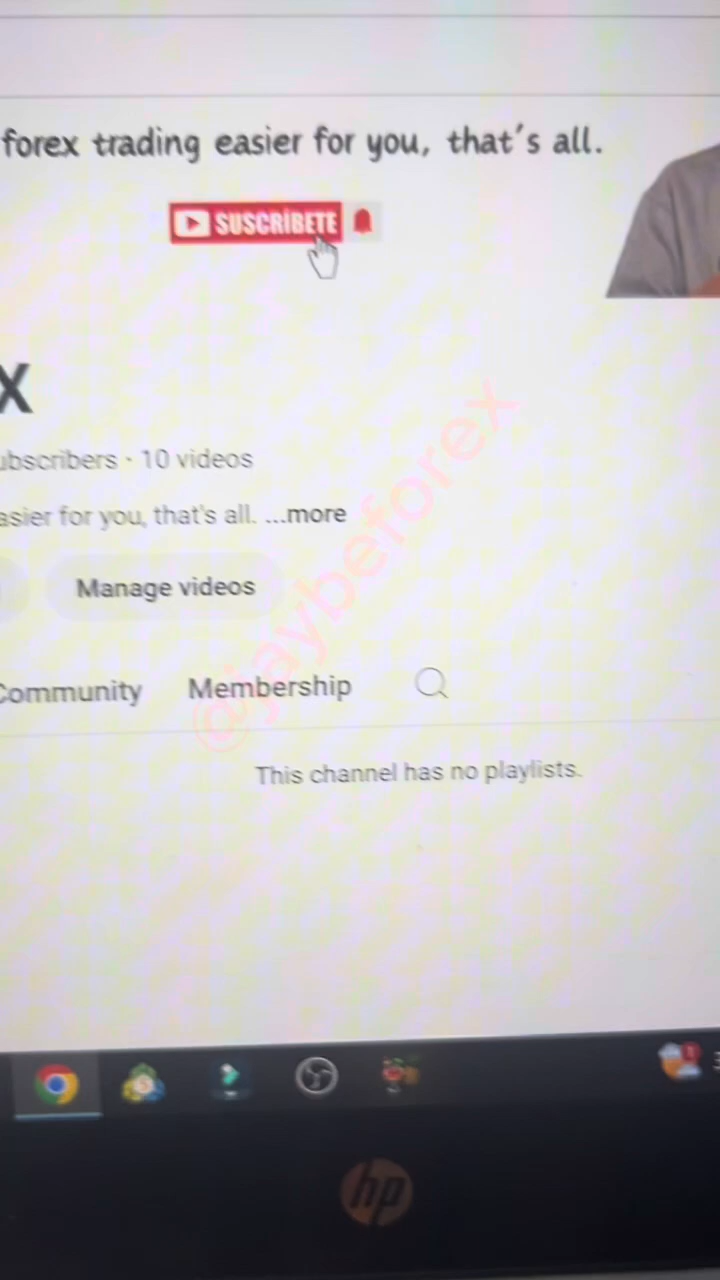 forex trading easier for you, that's all.
SUSCRÍBETE
X
ubscribers · 10 videos
asier for you, that's all. ...more
Manage videos
Community Membership
@jaybeforex
This channel has no playlists.
hp